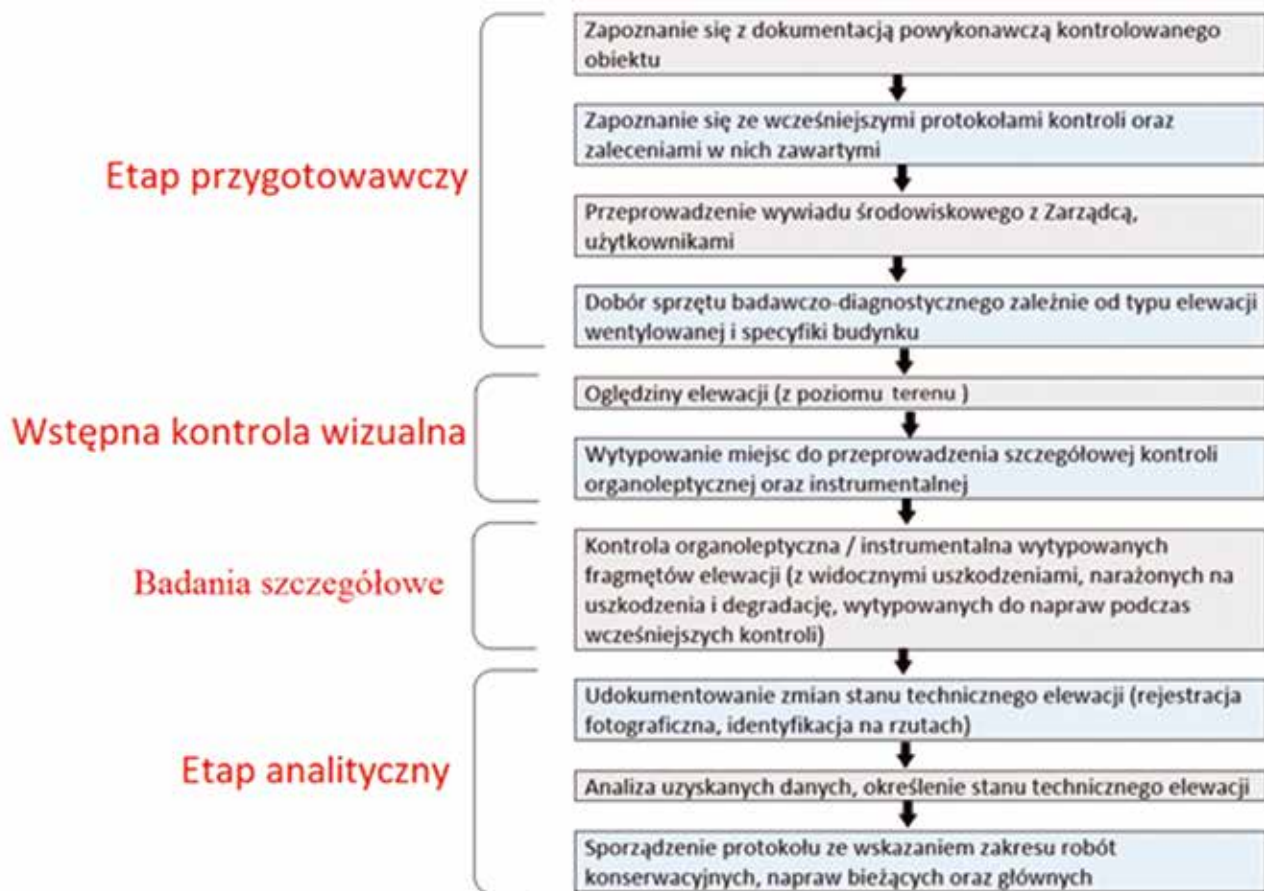 Etap przygotowawczy
Zapoznanie się z dokumentacją powykonawczą kontrolowanego
obiektu
Zapoznanie się ze wcześniejszymi protokołami kontroli oraz
zaleceniami w nich zawartymi
Przeprowadzenie wywiadu środowiskowego z Zarządcą,
użytkownikami
Dobór sprzętu badawczo-diagnostycznego zależnie od typu elewacji
wentylowanej i specyfiki budynku
Wstępna kontrola wizualna
Oględziny elewacji (z poziomu terenu )
Wytypowanie miejsc do przeprowadzenia szczegółowej kontroli
organoleptycznej oraz instrumentalnej
Badania szczegółowe
Kontrola organoleptyczna / instrumentalna wytypowanych
fragmętów elewacji (z widocznymi uszkodzeniami, narażonych na
uszkodzenia i degradację, wytypowanych do napraw podczas
wcześniejszych kontroli)
Etap analityczny
Udokumentowanie zmian stanu technicznego elewacji (rejestracja
fotograficzna, identyfikacja na rzutach)
Analiza uzyskanych danych, określenie stanu technicznego elewacji
Sporządzenie protokołu ze wskazaniem zakresu robót
konserwacyjnych, napraw bieżących oraz głównych